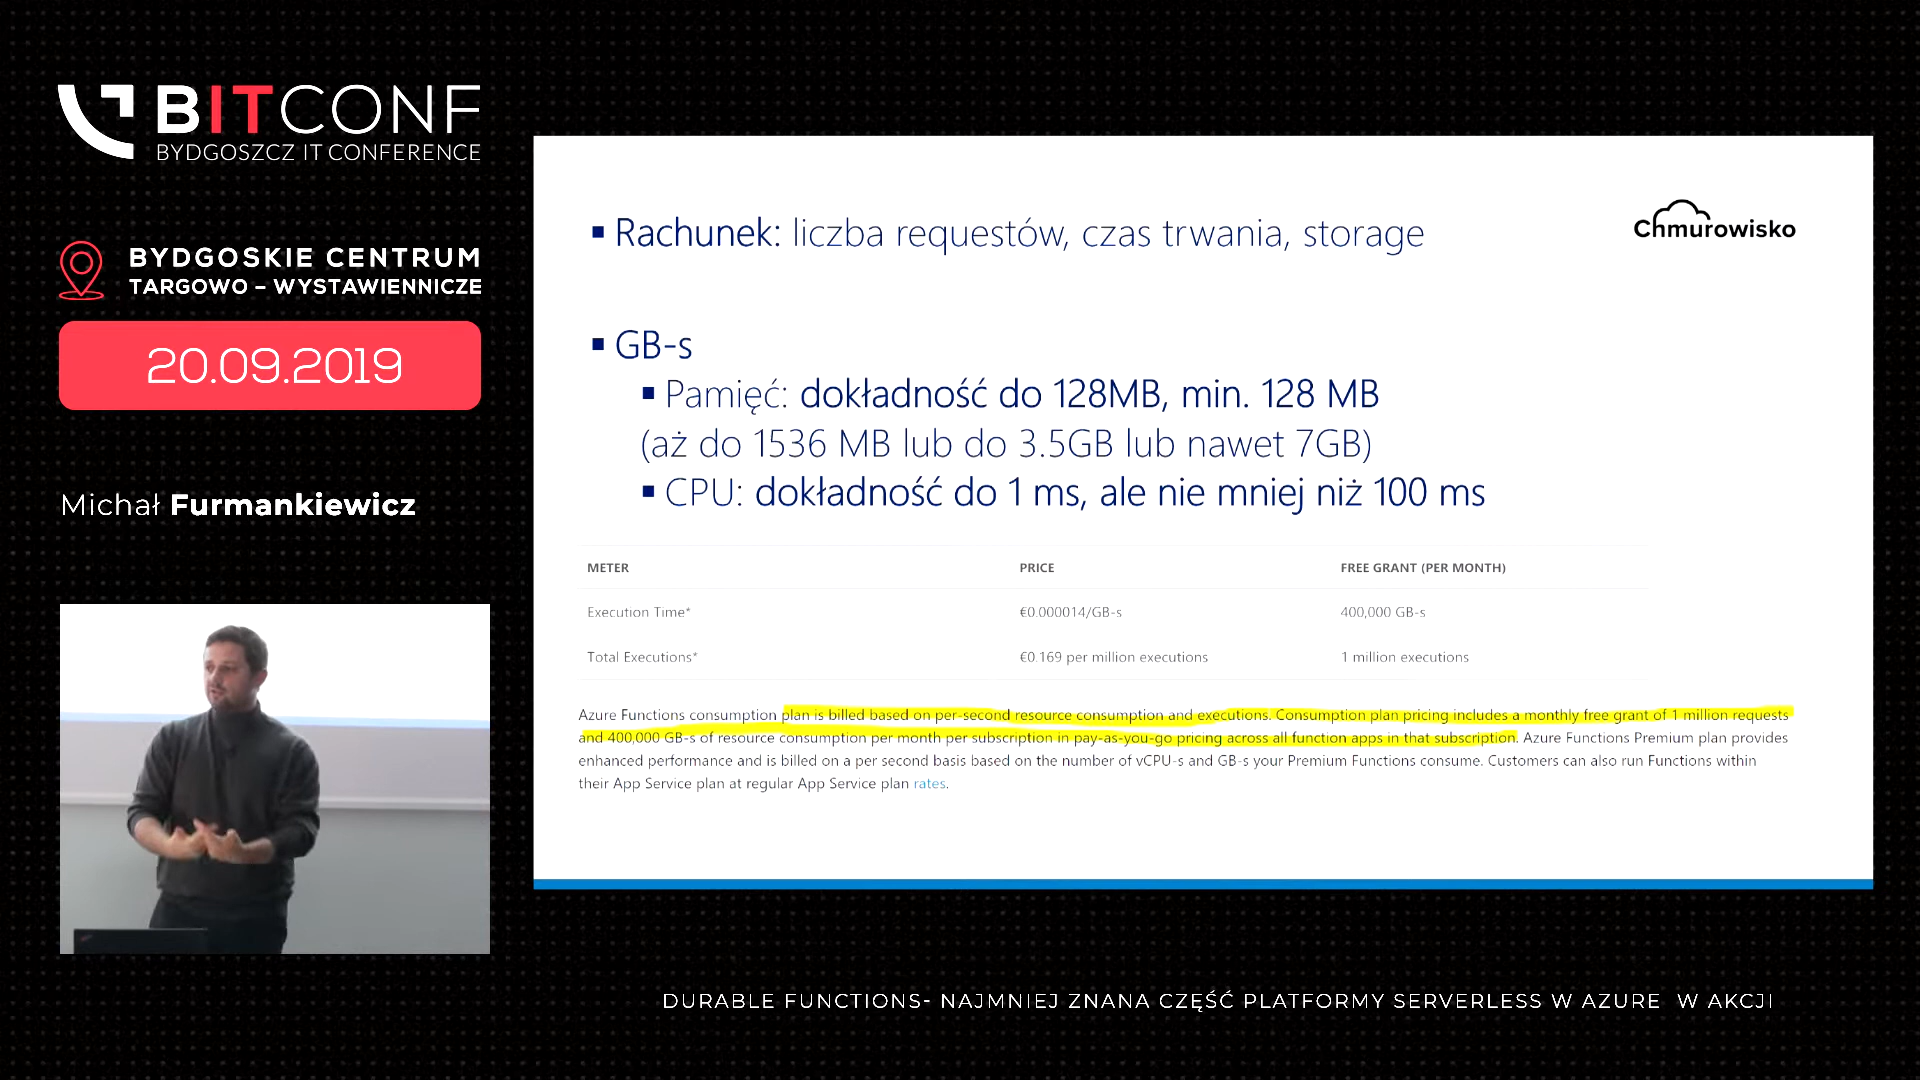 BITCONF
BYDGOSZCZ IT CONFERENCE
BYDGOSKIE CENTRUM
TARGOWO – WYSTAWIENNICZE
20.09.2019
Michał Furmankiewicz
Chmurowisko
▪ Rachunek: liczba requestów, czas trwania, storage
▪ GB-s
▪ Pamięć: dokładność do 128MB, min. 128 MB
(aż do 1536 MB lub do 3.5GB lub nawet 7GB)
▪ CPU: dokładność do 1 ms, ale nie mniej niż 100 ms
METER PRICE FREE GRANT (PER MONTH)
Execution Time* €0.000014/GB-s 400,000 GB-s
Total Executions* €0.169 per million executions 1 million executions
Azure Functions consumption plan is billed based on per-second resource consumption and executions. Consumption plan pricing includes a monthly free grant of 1 million requests
and 400,000 GB-s of resource consumption per month per subscription in pay-as-you-go pricing across all function apps in that subscription. Azure Functions Premium plan provides
enhanced performance and is billed on a per second basis based on the number of vCPU-s and GB-s your Premium Functions consume. Customers can also run Functions within
their App Service plan at regular App Service plan rates.
DURABLE FUNCTIONS- NAJMNIEJ ZNANA CZĘŚĆ PLATFORMY SERVERLESS W AZURE W AKCJI